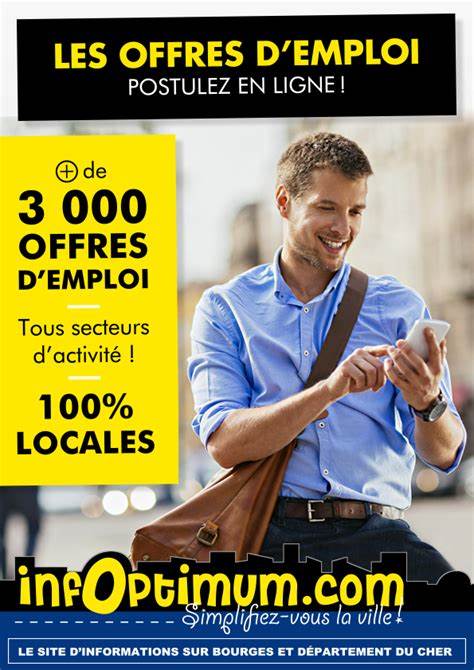 LES OFFRES D'EMPLOI
POSTULEZ EN LIGNE !
+ de
3 000
OFFRES
D'EMPLOI
Tous secteurs
d'activité !
100%
LOCALES
infOptimum.com
Simplifiez-vous la ville !
LE SITE D'INFORMATIONS SUR BOURGES ET DÉPARTEMENT DU CHER